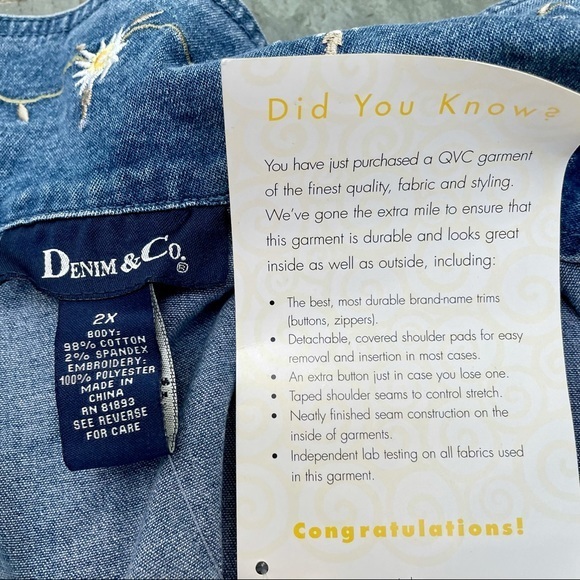 DENIM & CO.®
2X
BODY:
98% COTTON
2% SPANDEX
EMBROIDERY:
100% POLYESTER
MADE IN
CHINA
RN 81893
SEE REVERSE
FOR CARE
Did You Know?
You have just purchased a QVC garment
of the finest quality, fabric and styling.
We've gone the extra mile to ensure that
this garment is durable and looks great
inside as well as outside, including:
• The best, most durable brand-name trims
(buttons, zippers).
• Detachable, covered shoulder pads for easy
removal and insertion in most cases.
• An extra button just in case you lose one.
• Taped shoulder seams to control stretch.
• Neatly finished seam construction on the
inside of garments.
• Independent lab testing on all fabrics used
in this garment.
Congratulations!